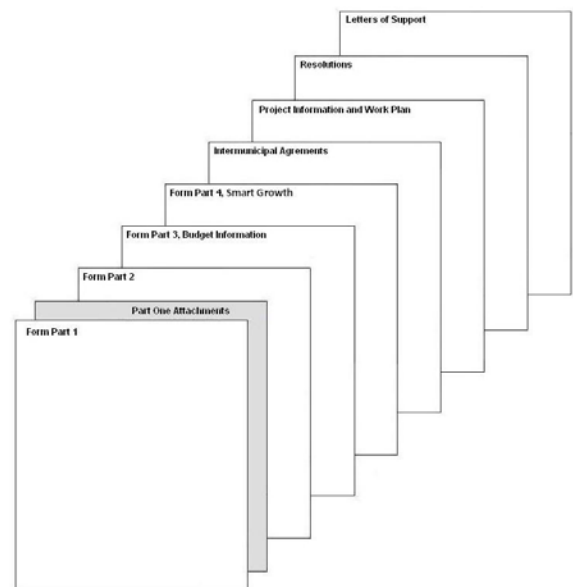 Letters of Support
Resolutions
Project Information and Work Plan
Intermunicipal Agrements
Form Part 4, Smart Growth
Form Part 3, Budget Information
Form Part 2
Part One Attachments
Form Part 1